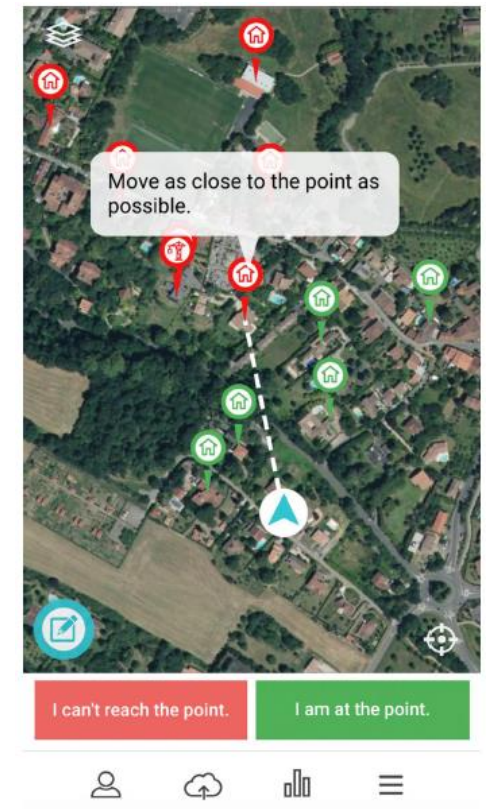 Move as close to the point as
possible.
I can't reach the point.
I am at the point.